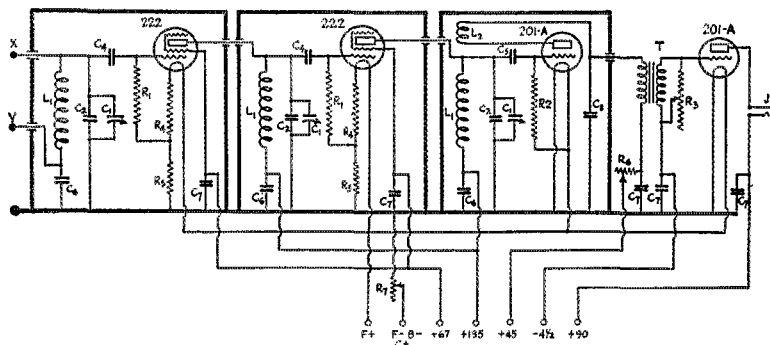 222
222
201-A
201-A
X
C4
L2
T
C4
C5
R1
R1
R2
C8
R3
J
L1
C2
C1
L1
C2
C1
L1
C2
C1
Y
R4
R4
R6
R5
R5
C6
C7
C6
C7
C6
C7
C7
C7
R7
F+
F- B-
C+
+67
+135
+45
-4½
+90